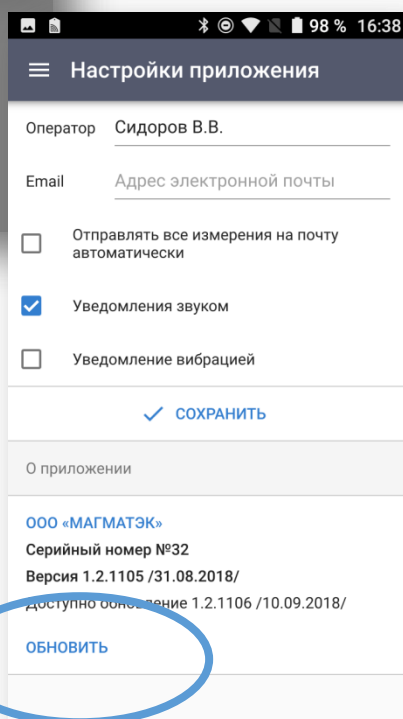 98 % 16:38
Настройки приложения
Оператор Сидоров В.В.
Email Адрес электронной почты
Отправлять все измерения на почту
автоматически
Уведомления звуком
Уведомление вибрацией
СОХРАНИТЬ
О приложении
ООО «МАГМАТЭК»
Серийный номер №32
Версия 1.2.1105 /31.08.2018/
Доступно обновление 1.2.1106 /10.09.2018/
ОБНОВИТЬ